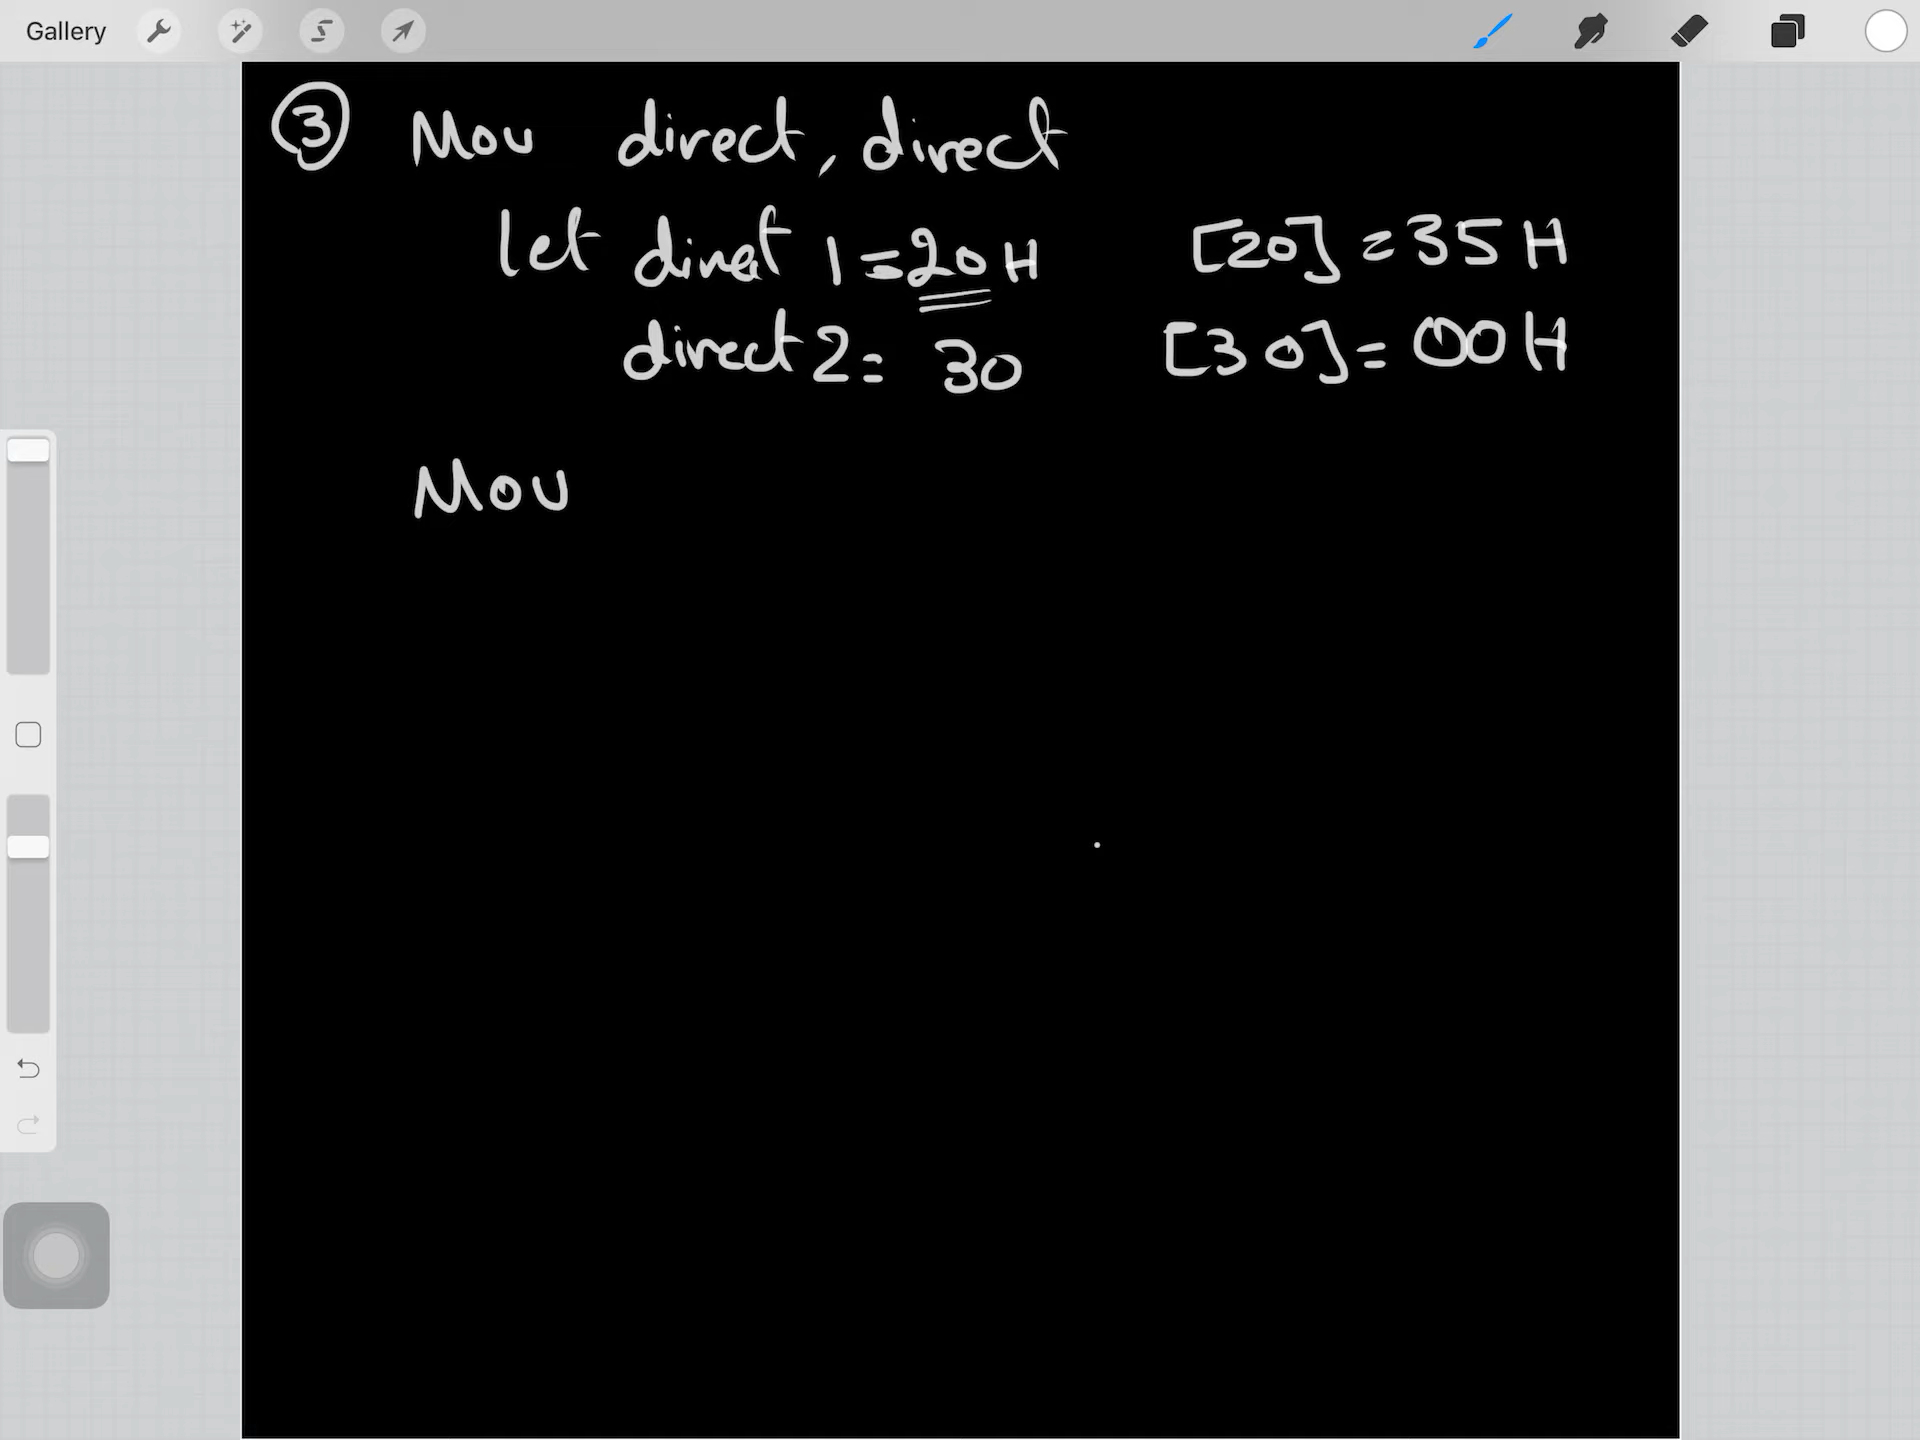 Gallery
③ Mov direct, direct
let direct 1 = 20 H [20] = 35 H
direct 2 = 30 [30] = 00 H
Mov